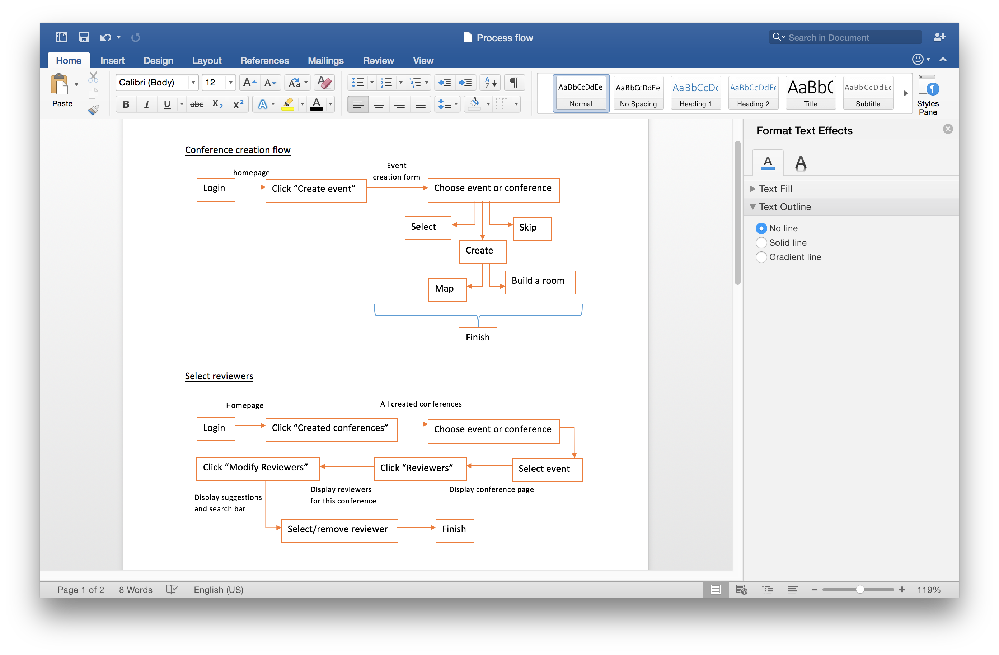 Process flow
Search in Document
Home Insert Design Layout References Mailings Review View
Paste
Calibri (Body) 12
B I U abc X2 X2 A A
AaBbCcDdEe AaBbCcDdEe AaBbCcDc AaBbCcDdEe AaBbC AaBbCcDdEe
Normal No Spacing Heading 1 Heading 2 Title Subtitle
Styles
Pane
Format Text Effects
A A
Text Fill
Text Outline
No line
Solid line
Gradient line
Conference creation flow
homepage
Event
creation form
Login
Click “Create event”
Choose event or conference
Select
Skip
Create
Map
Build a room
Finish
Select reviewers
Homepage
All created conferences
Login
Click “Created conferences”
Choose event or conference
Click “Modify Reviewers”
Click “Reviewers”
Select event
Display suggestions
and search bar
Display reviewers
for this conference
Display conference page
Select/remove reviewer
Finish
Page 1 of 2 8 Words English (US)
119%